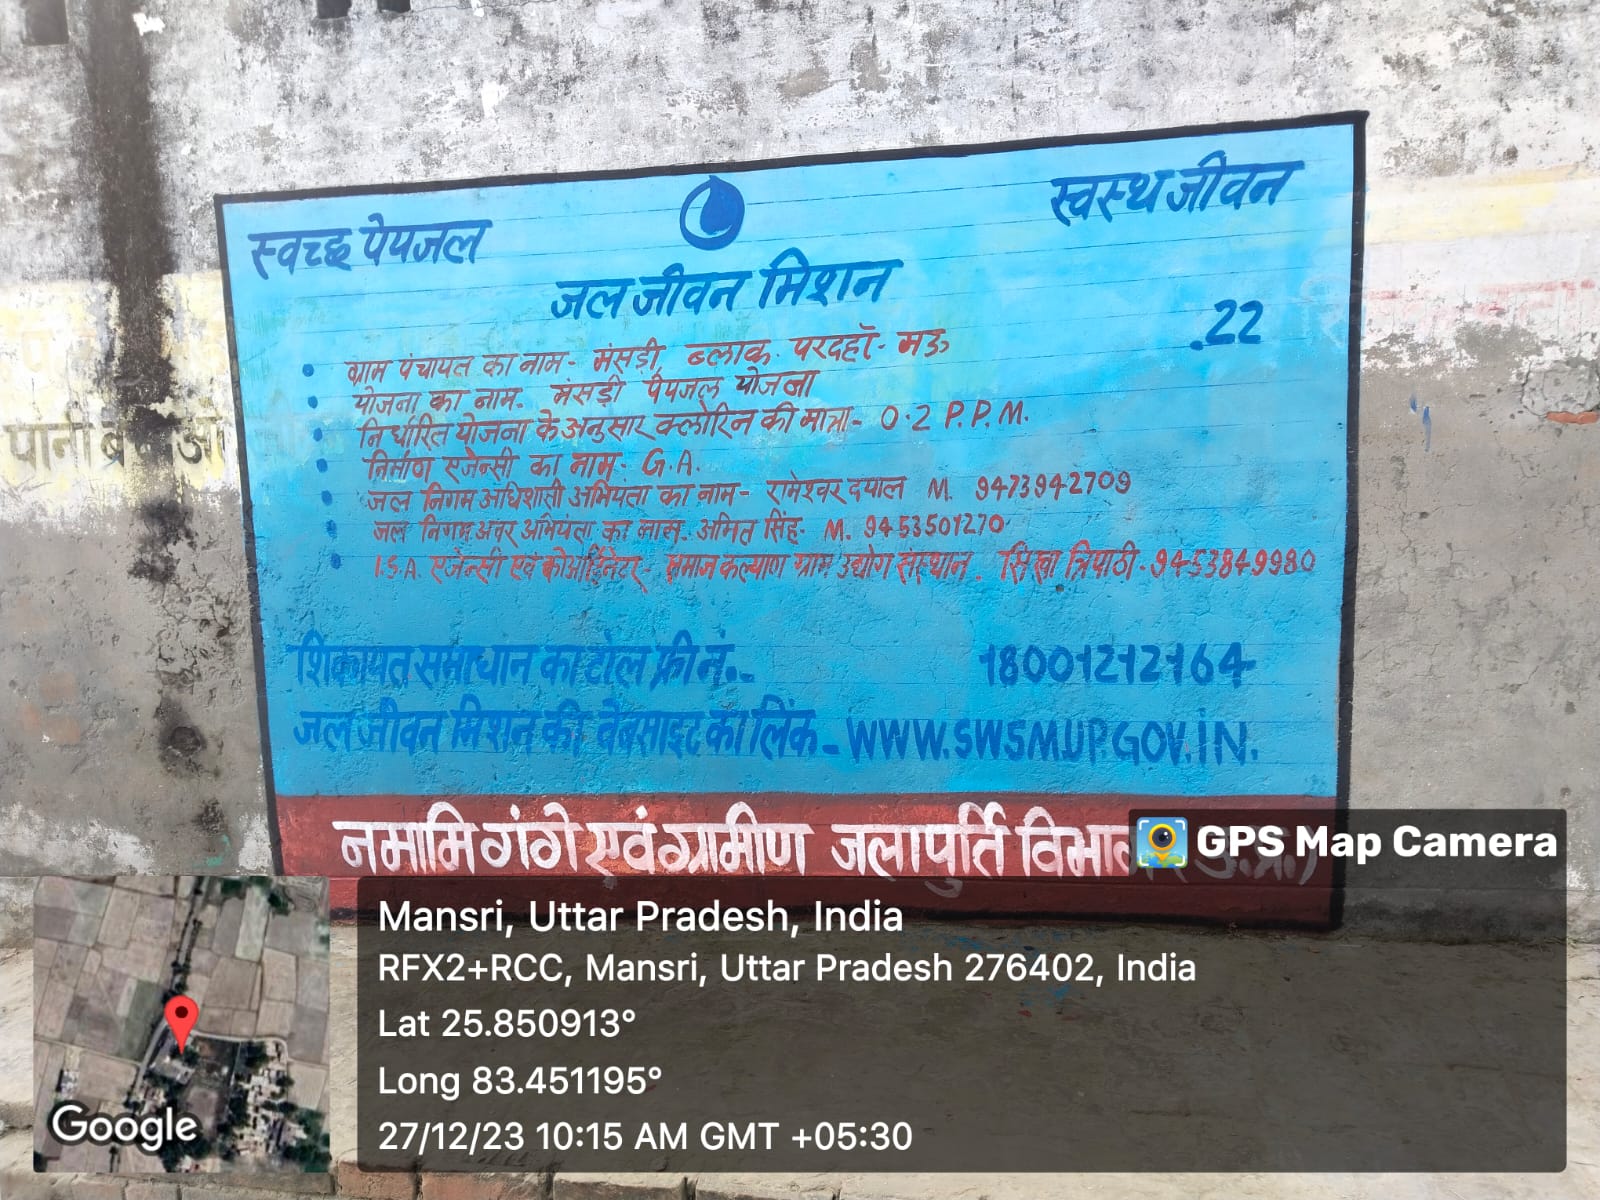 स्वच्छ पेयजल
स्वस्थ जीवन
जल जीवन मिशन
.22
ग्राम पंचायत का नाम- मंसड़ी ब्लाक. परदहाॅ- मऊ
योजना का नाम. मंसड़ी पेयजल योजना
निर्धारित योजना के अनुसार क्लोरिन की मात्रा- 0.2 P.P.M.
निर्माण एजेन्सी का नाम- G.A.
जल निगम अधिशासी अभियंता का नाम- रामेश्वर दयाल M. 9473942709
जल निगम अवर अभियंता का नाम. अमित सिंह- M. 9453501270
I.S.A. एजेन्सी एवं कोआर्डिनेटर- समाज कल्याण ग्राम उद्योग संस्थान. सिखा त्रिपाठी-9453849980
शिकायत समाधान का टोल फ्री नं.- 18001212164
जल जीवन मिशन की वेबसाइट का लिंक- WWW.SWSM.UP.GOV.IN.
नमामि गंगे एवं ग्रामीण जलापुर्ति विभाग
पानी
GPS Map Camera
Mansri, Uttar Pradesh, India
RFX2+RCC, Mansri, Uttar Pradesh 276402, India
Lat 25.850913°
Long 83.451195°
27/12/23 10:15 AM GMT +05:30
Google